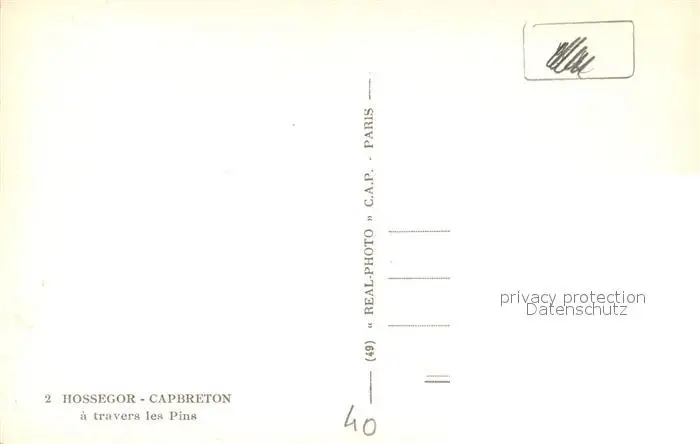 (49) « REAL-PHOTO » C.A.P. - PARIS
privacy protection
Datenschutz
2 HOSSEGOR - CAPBRETON
à travers les Pins
40